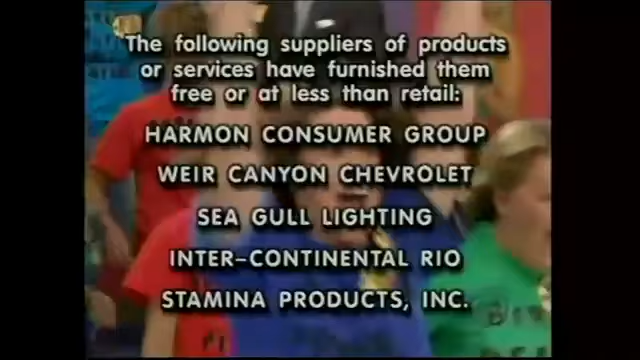 The following suppliers of products
or services have furnished them
free or at less than retail:
HARMON CONSUMER GROUP
WEIR CANYON CHEVROLET
SEA GULL LIGHTING
INTER-CONTINENTAL RIO
STAMINA PRODUCTS, INC.